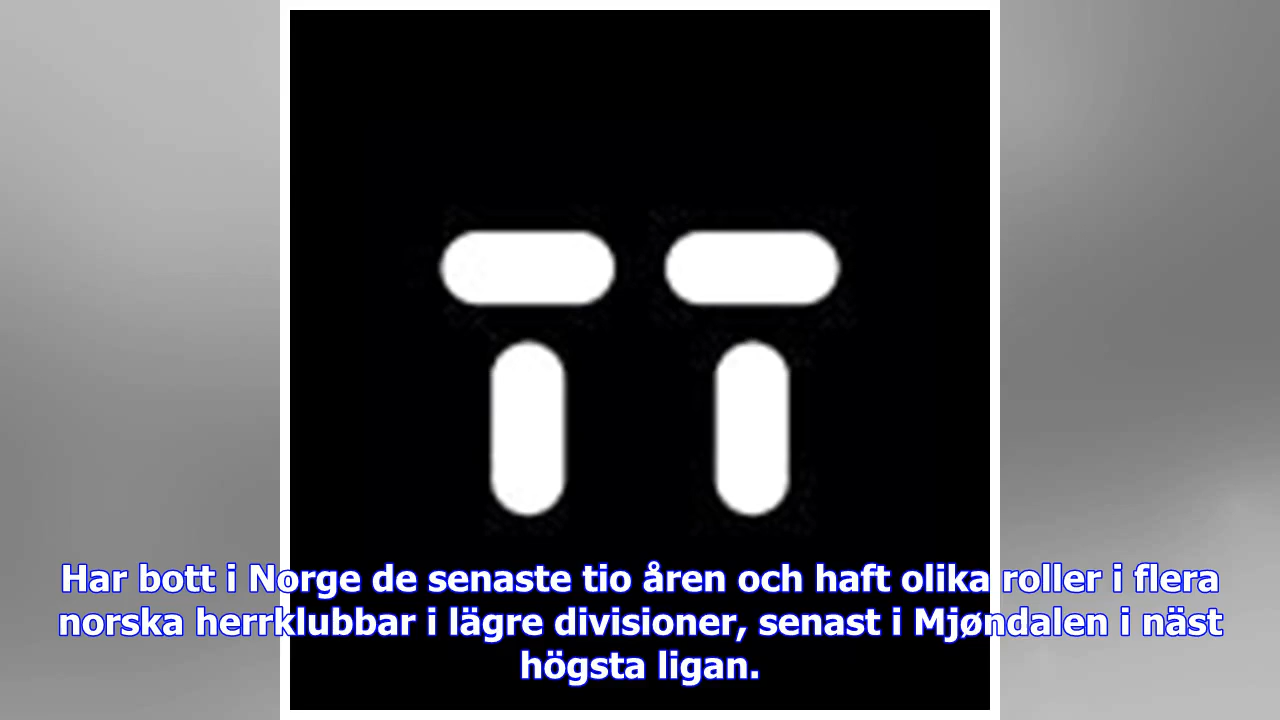 TT
Har bott i Norge de senaste tio åren och haft olika roller i flera
norska herrklubbar i lägre divisioner, senast i Mjøndalen i näst
högsta ligan.